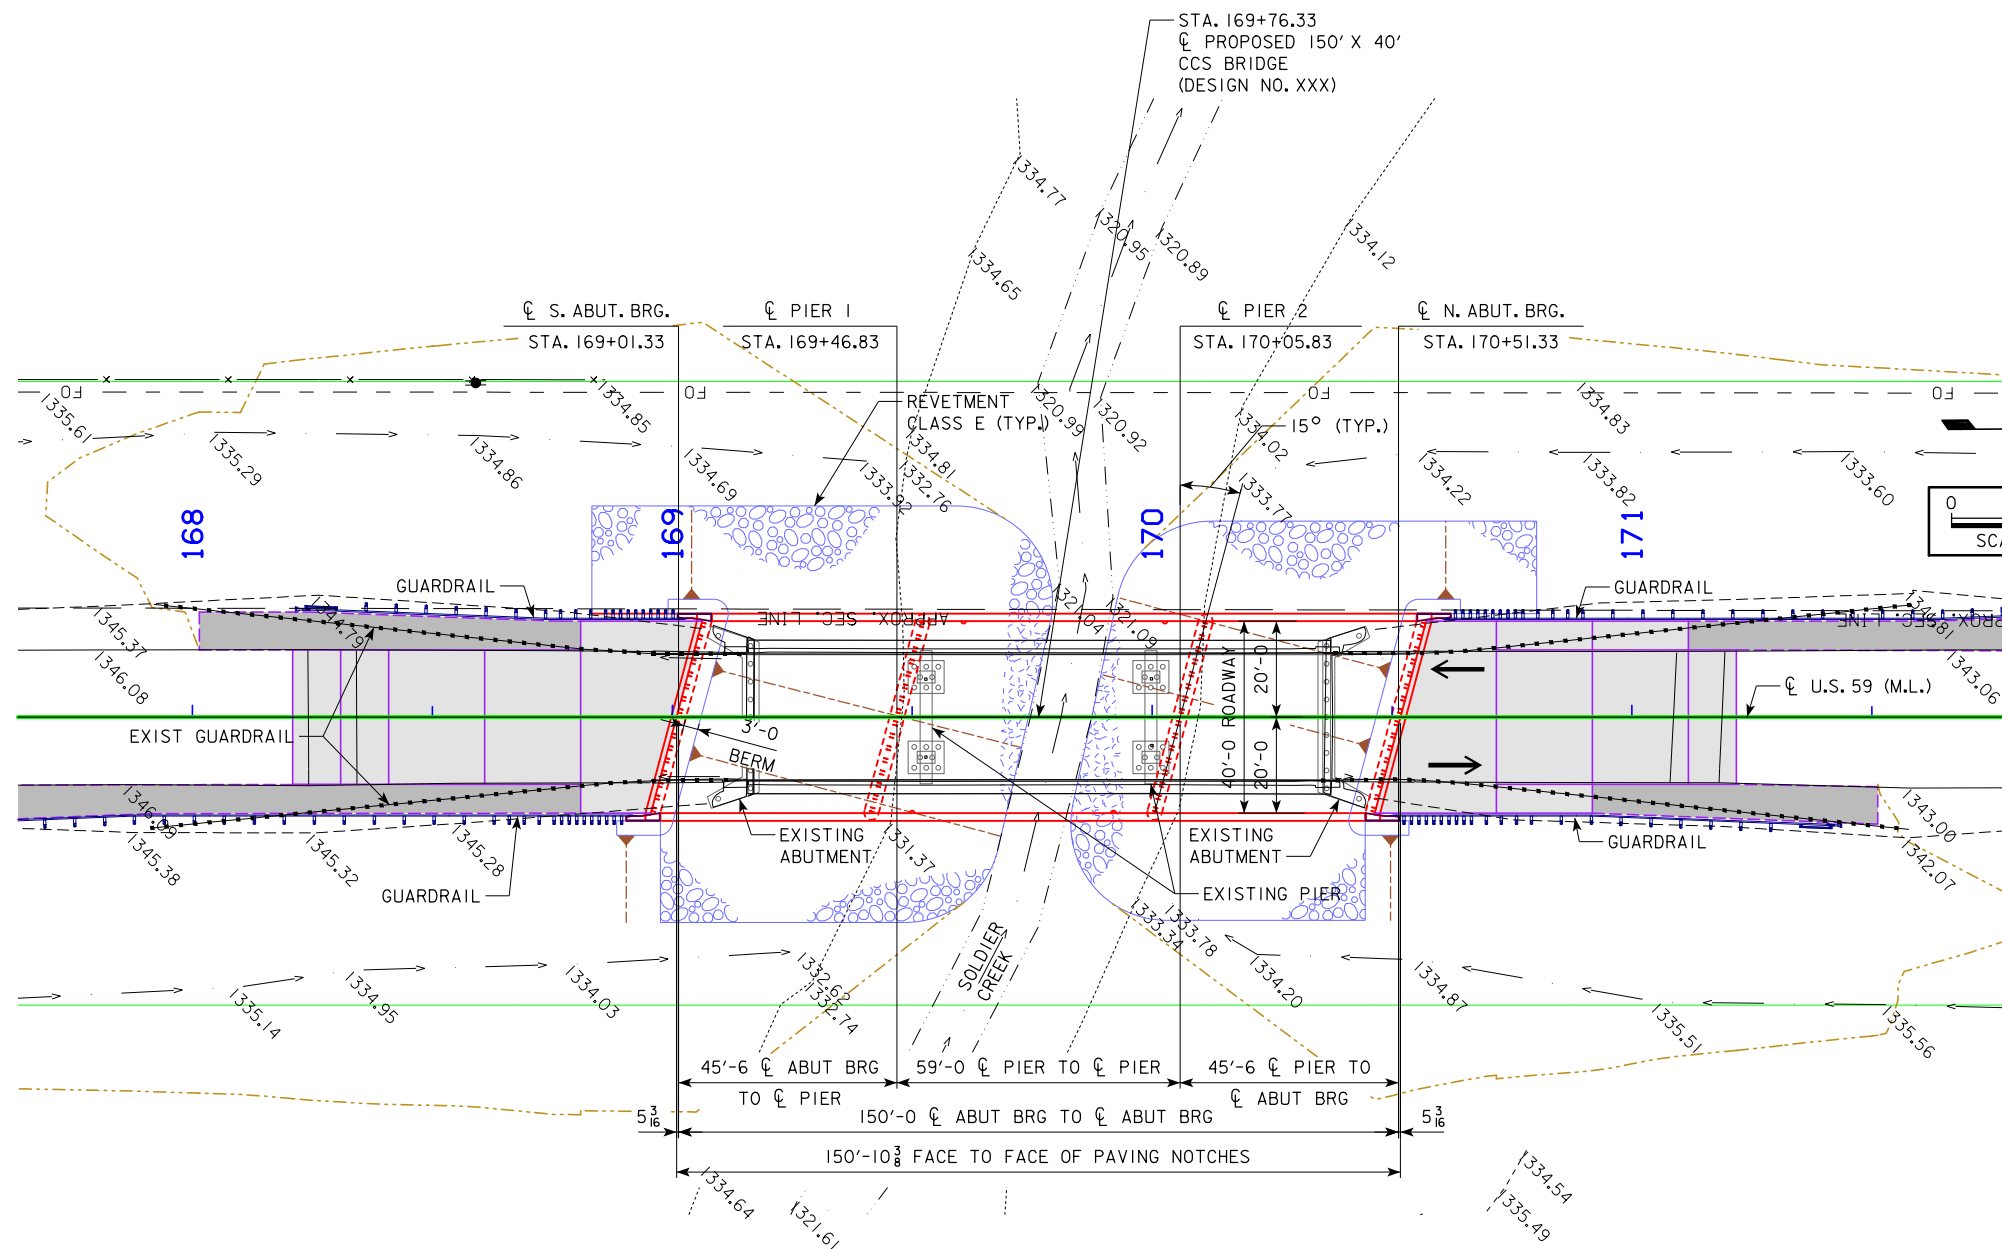 STA. 169+76.33
℄ PROPOSED 150' X 40'
CCS BRIDGE
(DESIGN NO. XXX)
1334.77
1320.95
1320.89
1334.12
1334.65
℄ S. ABUT. BRG.
STA. 169+01.33
℄ PIER 1
STA. 169+46.83
℄ PIER 2
STA. 170+05.83
℄ N. ABUT. BRG.
STA. 170+51.33
FO
FO
FO
FO
1335.61
1335.29
1334.86
1334.85
1334.69
REVETMENT
CLASS E (TYP.)
1334.81
1333.92
1332.76
1320.99
1320.92
15° (TYP.)
1334.02
1333.77
1334.22
1334.83
1333.82
1333.60
0
SCA
168
169
170
171
GUARDRAIL
GUARDRAIL
1344.79
1345.37
1346.08
APPROX. SEC. LINE
1321.04
1321.09
SEC. LINE
1343.06
40'-0 ROADWAY
20'-0
20'-0
℄ U.S. 59 (M.L.)
EXIST GUARDRAIL
3'-0
BERM
1346.09
1345.38
1345.32
1345.28
GUARDRAIL
EXISTING
ABUTMENT
1331.37
EXISTING
ABUTMENT
EXISTING PIER
GUARDRAIL
1343.00
1342.07
SOLDIER
CREEK
1333.34
1333.78
1334.20
1334.87
1335.51
1335.56
1335.14
1334.95
1334.03
1332.62
1332.74
45'-6 ℄ ABUT BRG
TO ℄ PIER
59'-0 ℄ PIER TO ℄ PIER
45'-6 ℄ PIER TO
℄ ABUT BRG
5 3/16
150'-0 ℄ ABUT BRG TO ℄ ABUT BRG
5 3/16
150'-10 3/8 FACE TO FACE OF PAVING NOTCHES
1334.64
1321.61
1334.54
1335.49